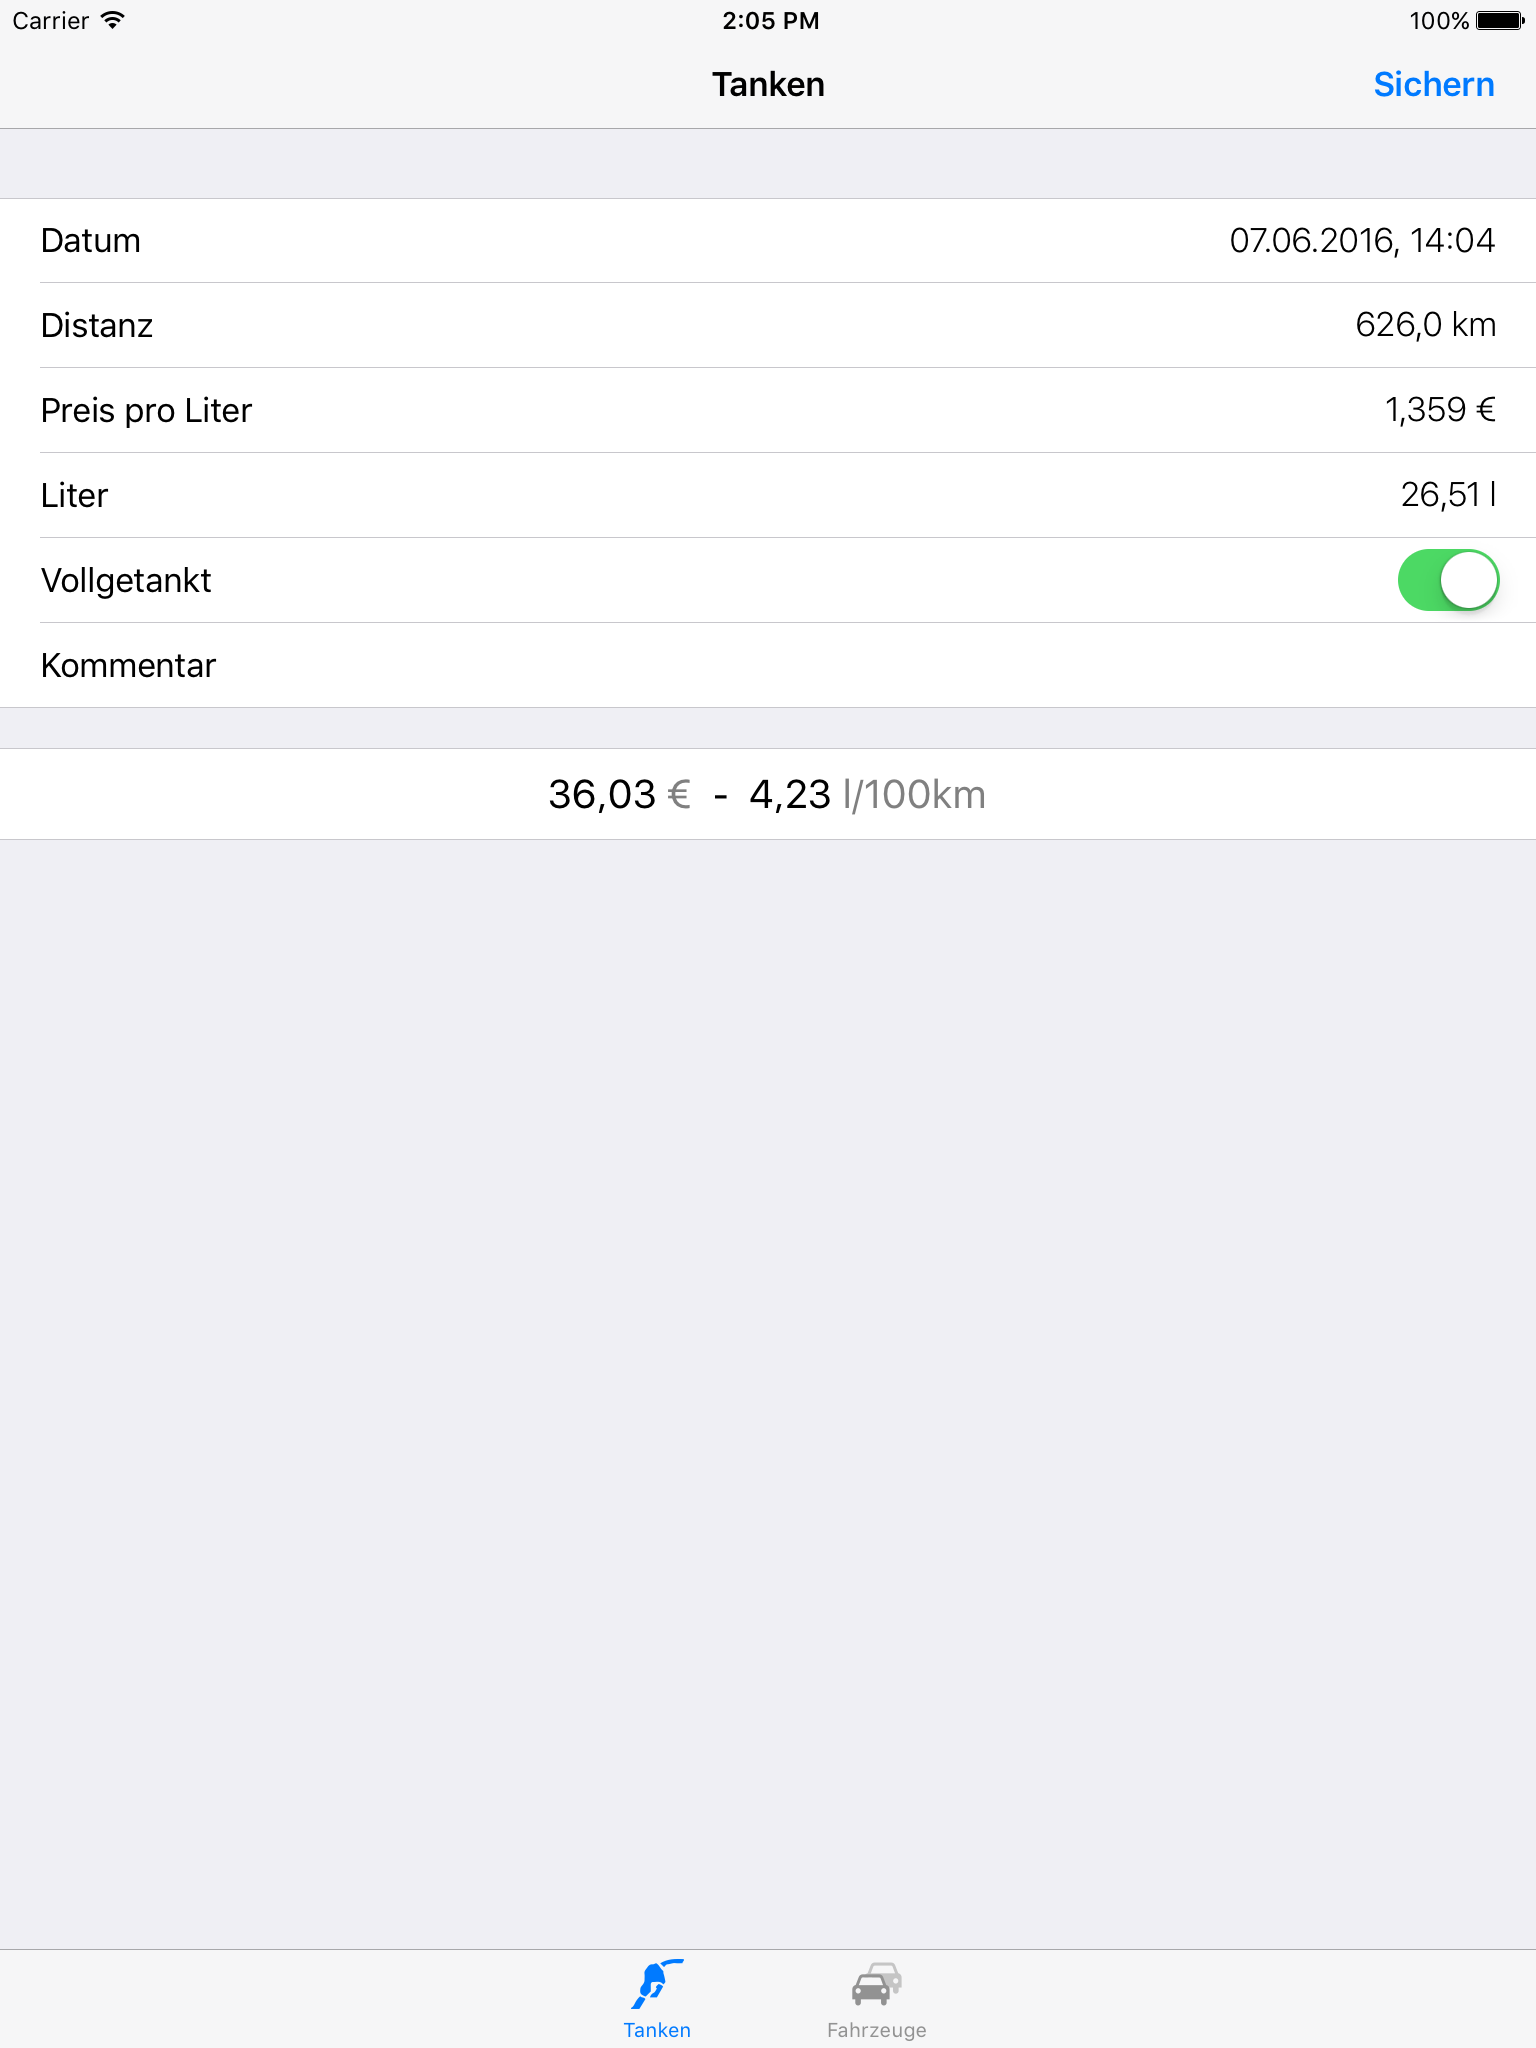 Carrier 2:05 PM 100%
Tanken Sichern
Datum 07.06.2016, 14:04
Distanz 626,0 km
Preis pro Liter 1,359 €
Liter 26,51 l
Vollgetankt
Kommentar
36,03 € - 4,23 l/100km
Tanken Fahrzeuge